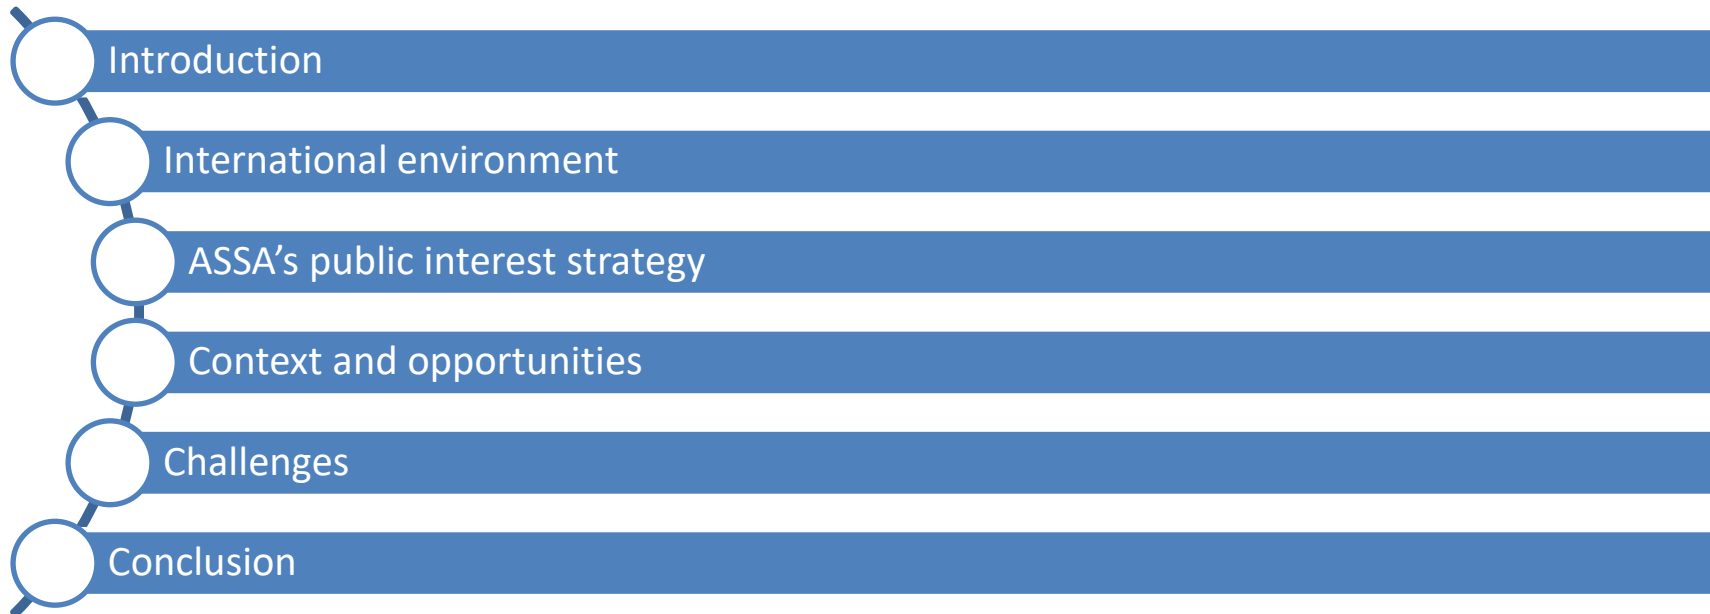 Introduction
International environment
ASSA’s public interest strategy
Context and opportunities
Challenges
Conclusion